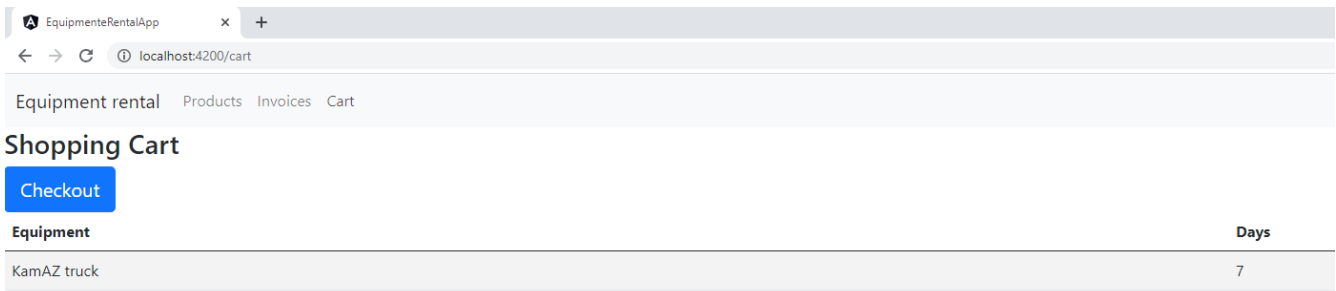 EquipmenteRentalApp
localhost:4200/cart
Equipment rental Products Invoices Cart
Shopping Cart
Checkout
Equipment Days
KamAZ truck 7